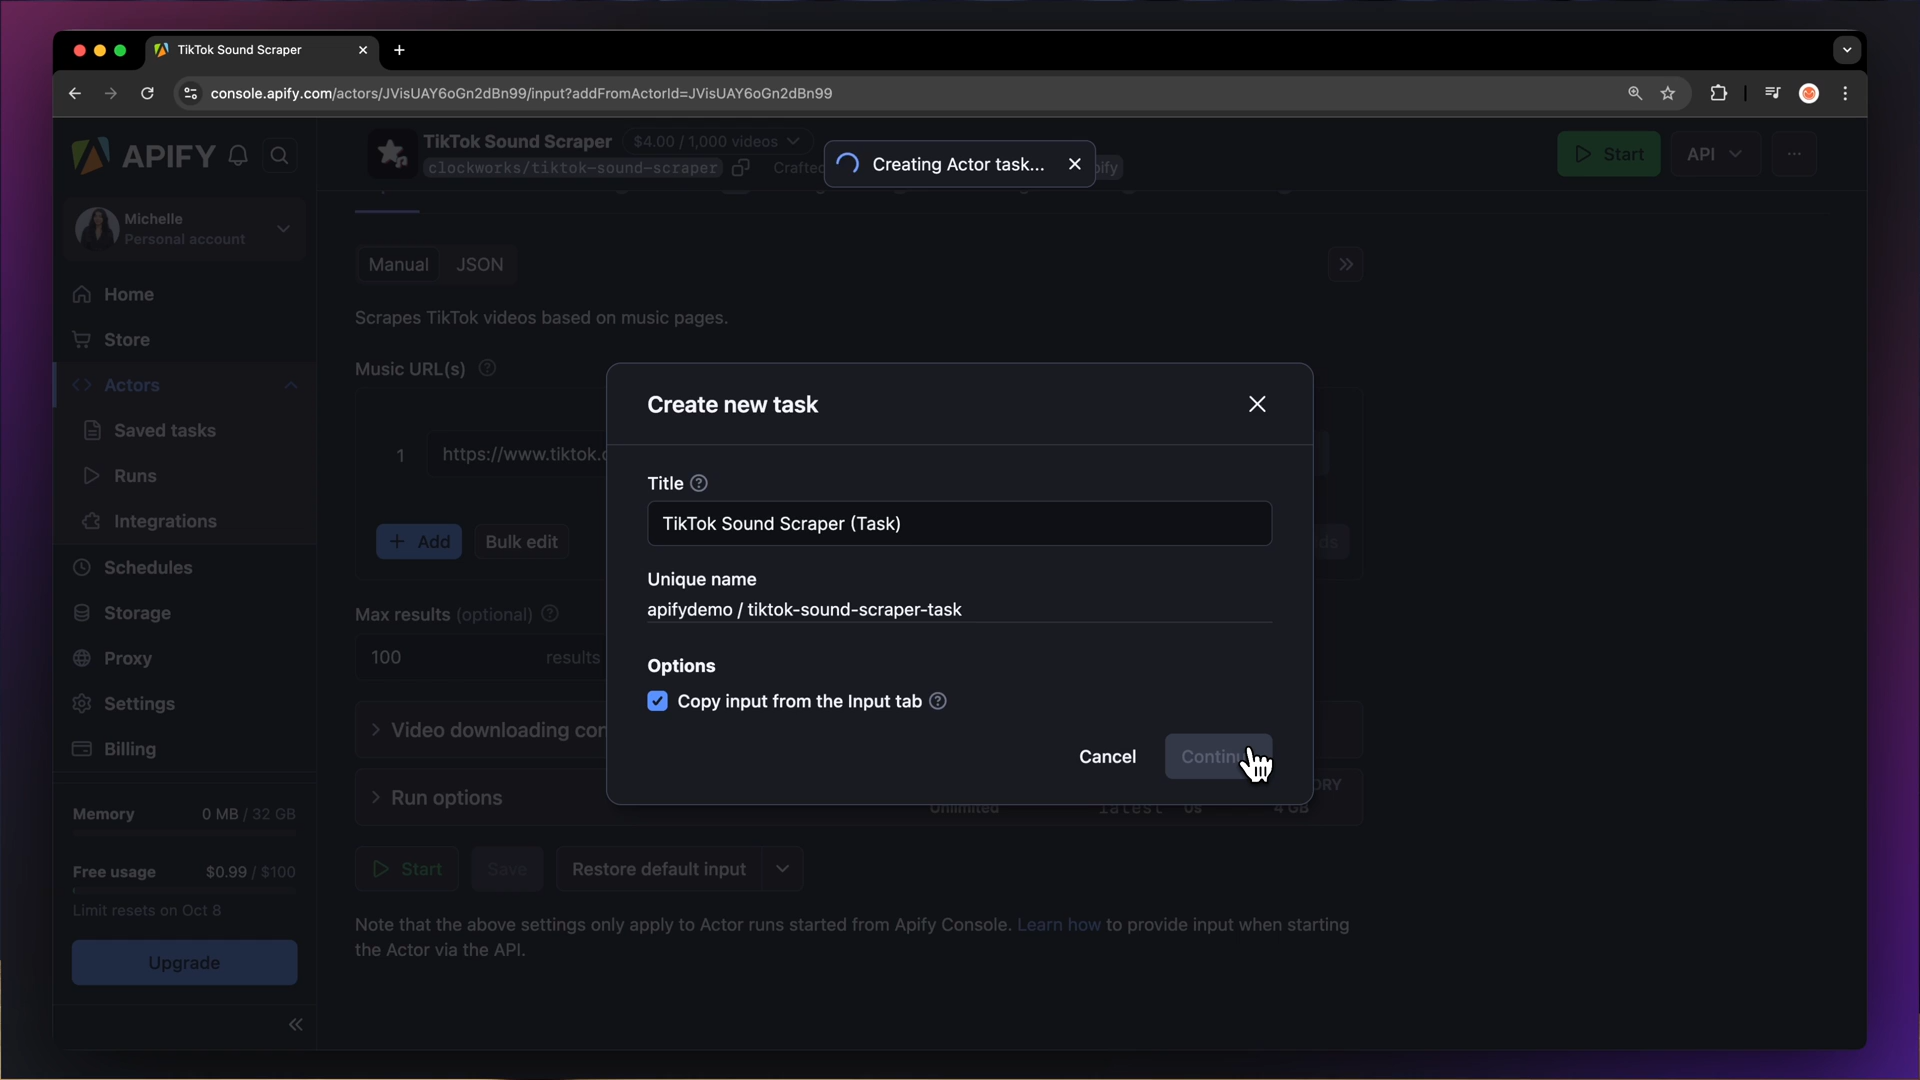 TikTok Sound Scraper
console.apify.com/actors/JVisUAY6oGn2dBn99/input?addFromActorId=JVisUAY6oGn2dBn99
APIFY
TikTok Sound Scraper
$4.00 / 1,000 videos
clockworks/tiktok-sound-scraper
Crafted
Creating Actor task...
Start
API
Michelle
Personal account
Manual
JSON
Home
Store
Actors
Saved tasks
Runs
Integrations
Schedules
Storage
Proxy
Settings
Billing
Memory
0 MB / 32 GB
Free usage
$0.99 / $100
Limit resets on Oct 8
Upgrade
Scrapes TikTok videos based on music pages.
Music URL(s)
1
https://www.tiktok.
+ Add
Bulk edit
Max results (optional)
100
results
Video downloading
Run options
Unlimited
latest
0s
4 GB
Create new task
Title
TikTok Sound Scraper (Task)
Unique name
apifydemo / tiktok-sound-scraper-task
Options
Copy input from the Input tab
Cancel
Continue
Start
Save
Restore default input
Note that the above settings only apply to Actor runs started from Apify Console. Learn how to provide input when starting
the Actor via the API.